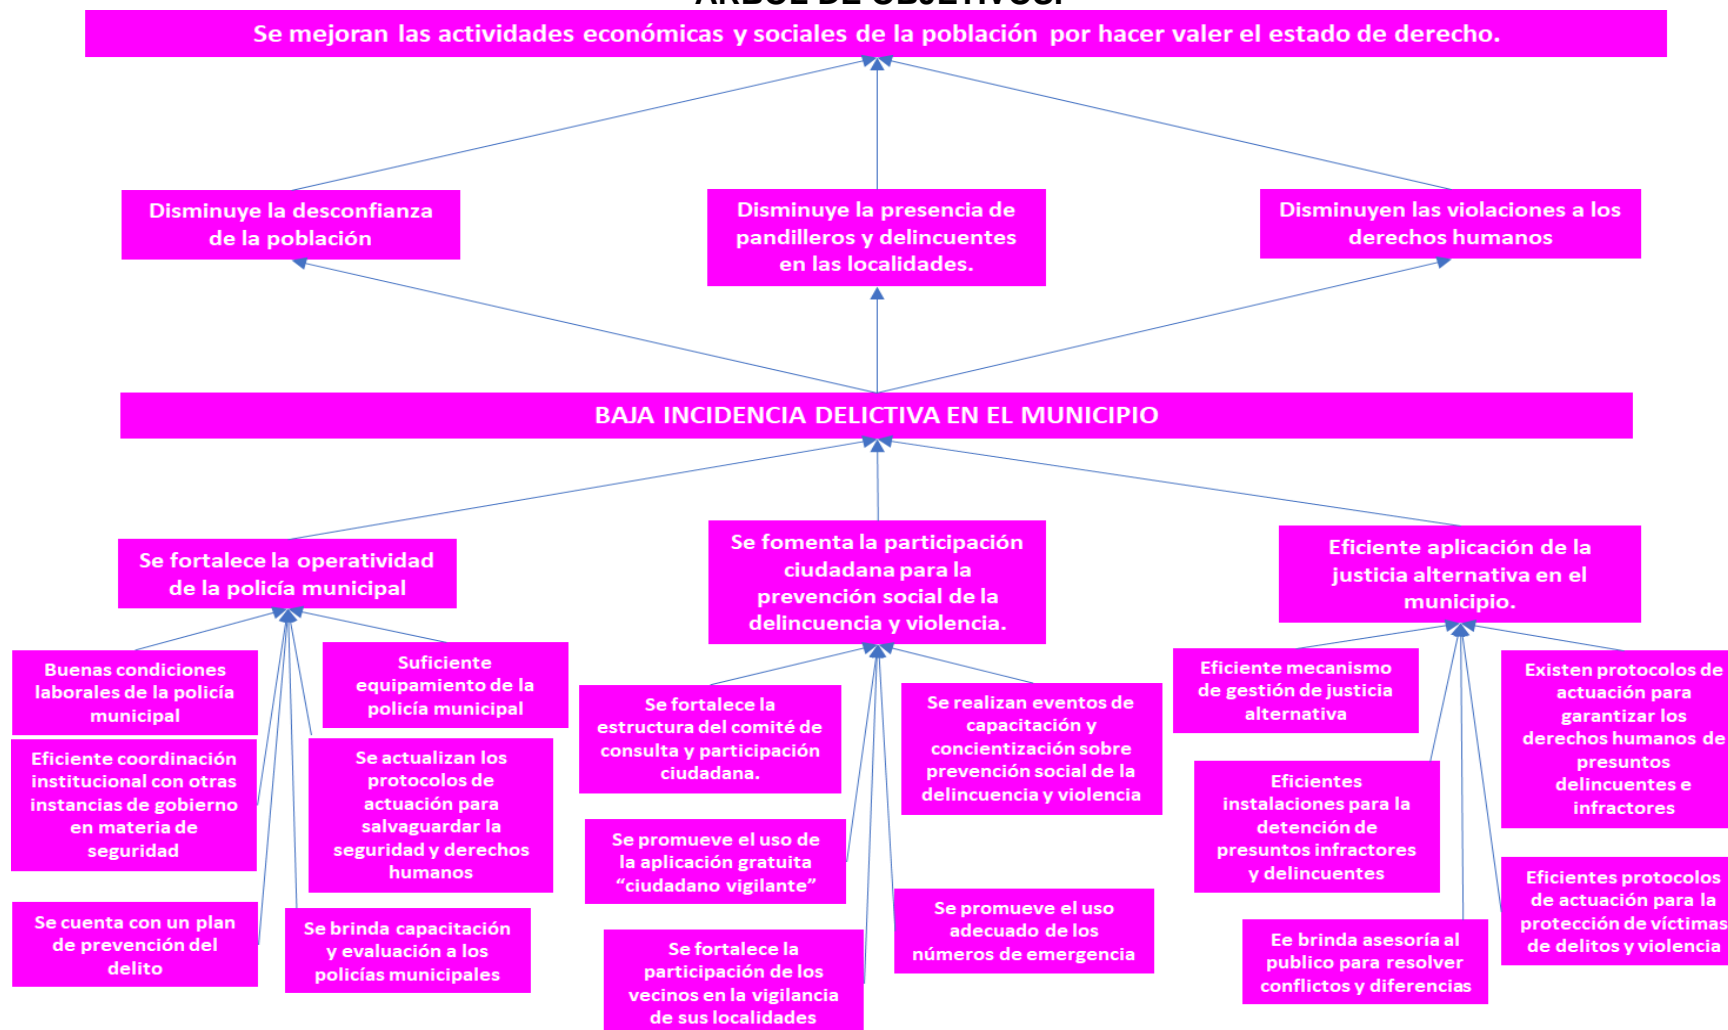 ÁRBOL DE OBJETIVOS.
Se mejoran las actividades económicas y sociales de la población por hacer valer el estado de derecho.
Disminuye la desconfianza
de la población
Disminuye la presencia de
pandilleros y delincuentes
en las localidades.
Disminuyen las violaciones a los
derechos humanos
BAJA INCIDENCIA DELICTIVA EN EL MUNICIPIO
Se fortalece la operatividad
de la policía municipal
Se fomenta la participación
ciudadana para la
prevención social de la
delincuencia y violencia.
Eficiente aplicación de la
justicia alternativa en el
municipio.
Buenas condiciones
laborales de la policía
municipal
Suficiente
equipamiento de la
policía municipal
Eficiente coordinación
institucional con otras
instancias de gobierno
en materia de
seguridad
Se actualizan los
protocolos de
actuación para
salvaguardar la
seguridad y derechos
humanos
Se cuenta con un plan
de prevención del
delito
Se brinda capacitación
y evaluación a los
policías municipales
Se fortalece la
estructura del comité de
consulta y participación
ciudadana.
Se realizan eventos de
capacitación y
concientización sobre
prevención social de la
delincuencia y violencia
Se promueve el uso de
la aplicación gratuita
“ciudadano vigilante”
Se promueve el uso
adecuado de los
números de emergencia
Se fortalece la
participación de los
vecinos en la vigilancia
de sus localidades
Eficiente mecanismo
de gestión de justicia
alternativa
Existen protocolos de
actuación para
garantizar los
derechos humanos de
presuntos
delincuentes e
infractores
Eficientes
instalaciones para la
detención de
presuntos infractores
y delincuentes
Eficientes protocolos
de actuación para la
protección de víctimas
de delitos y violencia
Ee brinda asesoría al
publico para resolver
conflictos y diferencias